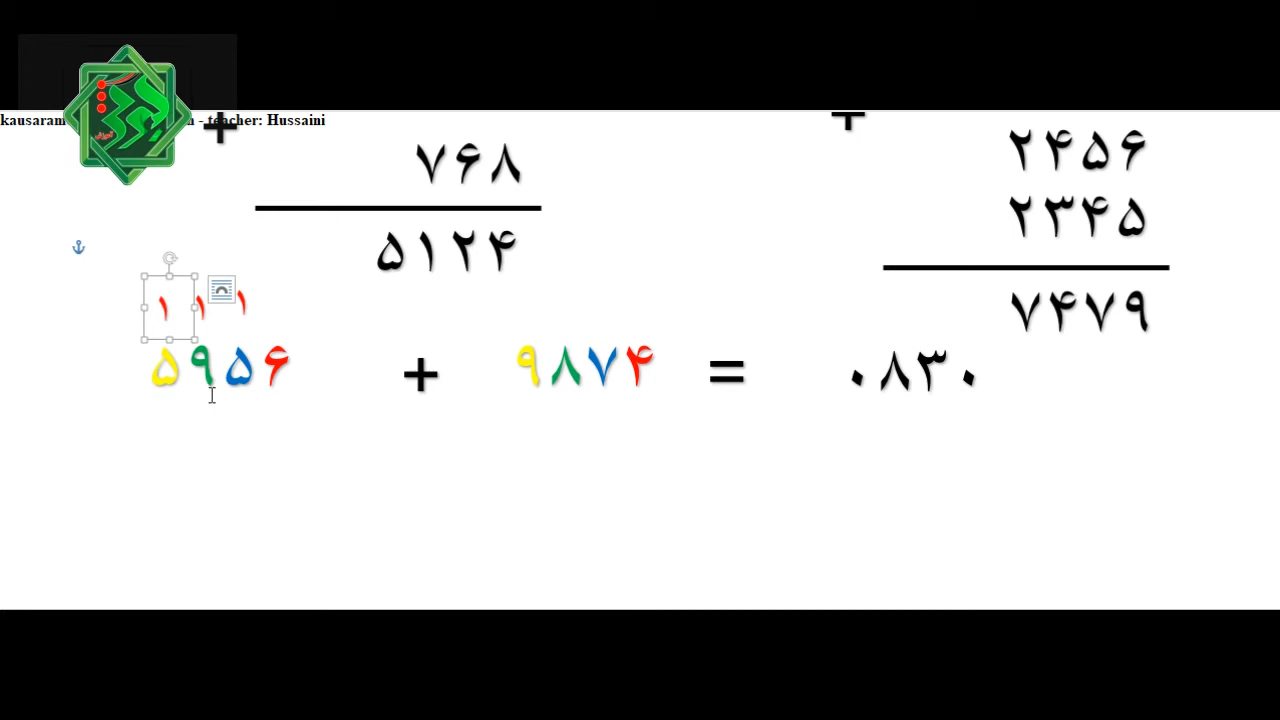 kausaram
n - teacher: Hussaini
+
۷۶۸
۵۱۲۴
+
۲۴۵۶
۲۳۴۵
۷۴۷۹
۱ ۱ ۱
۵۹۵۶ + ۹۸۷۴ = ۰۸۳۰